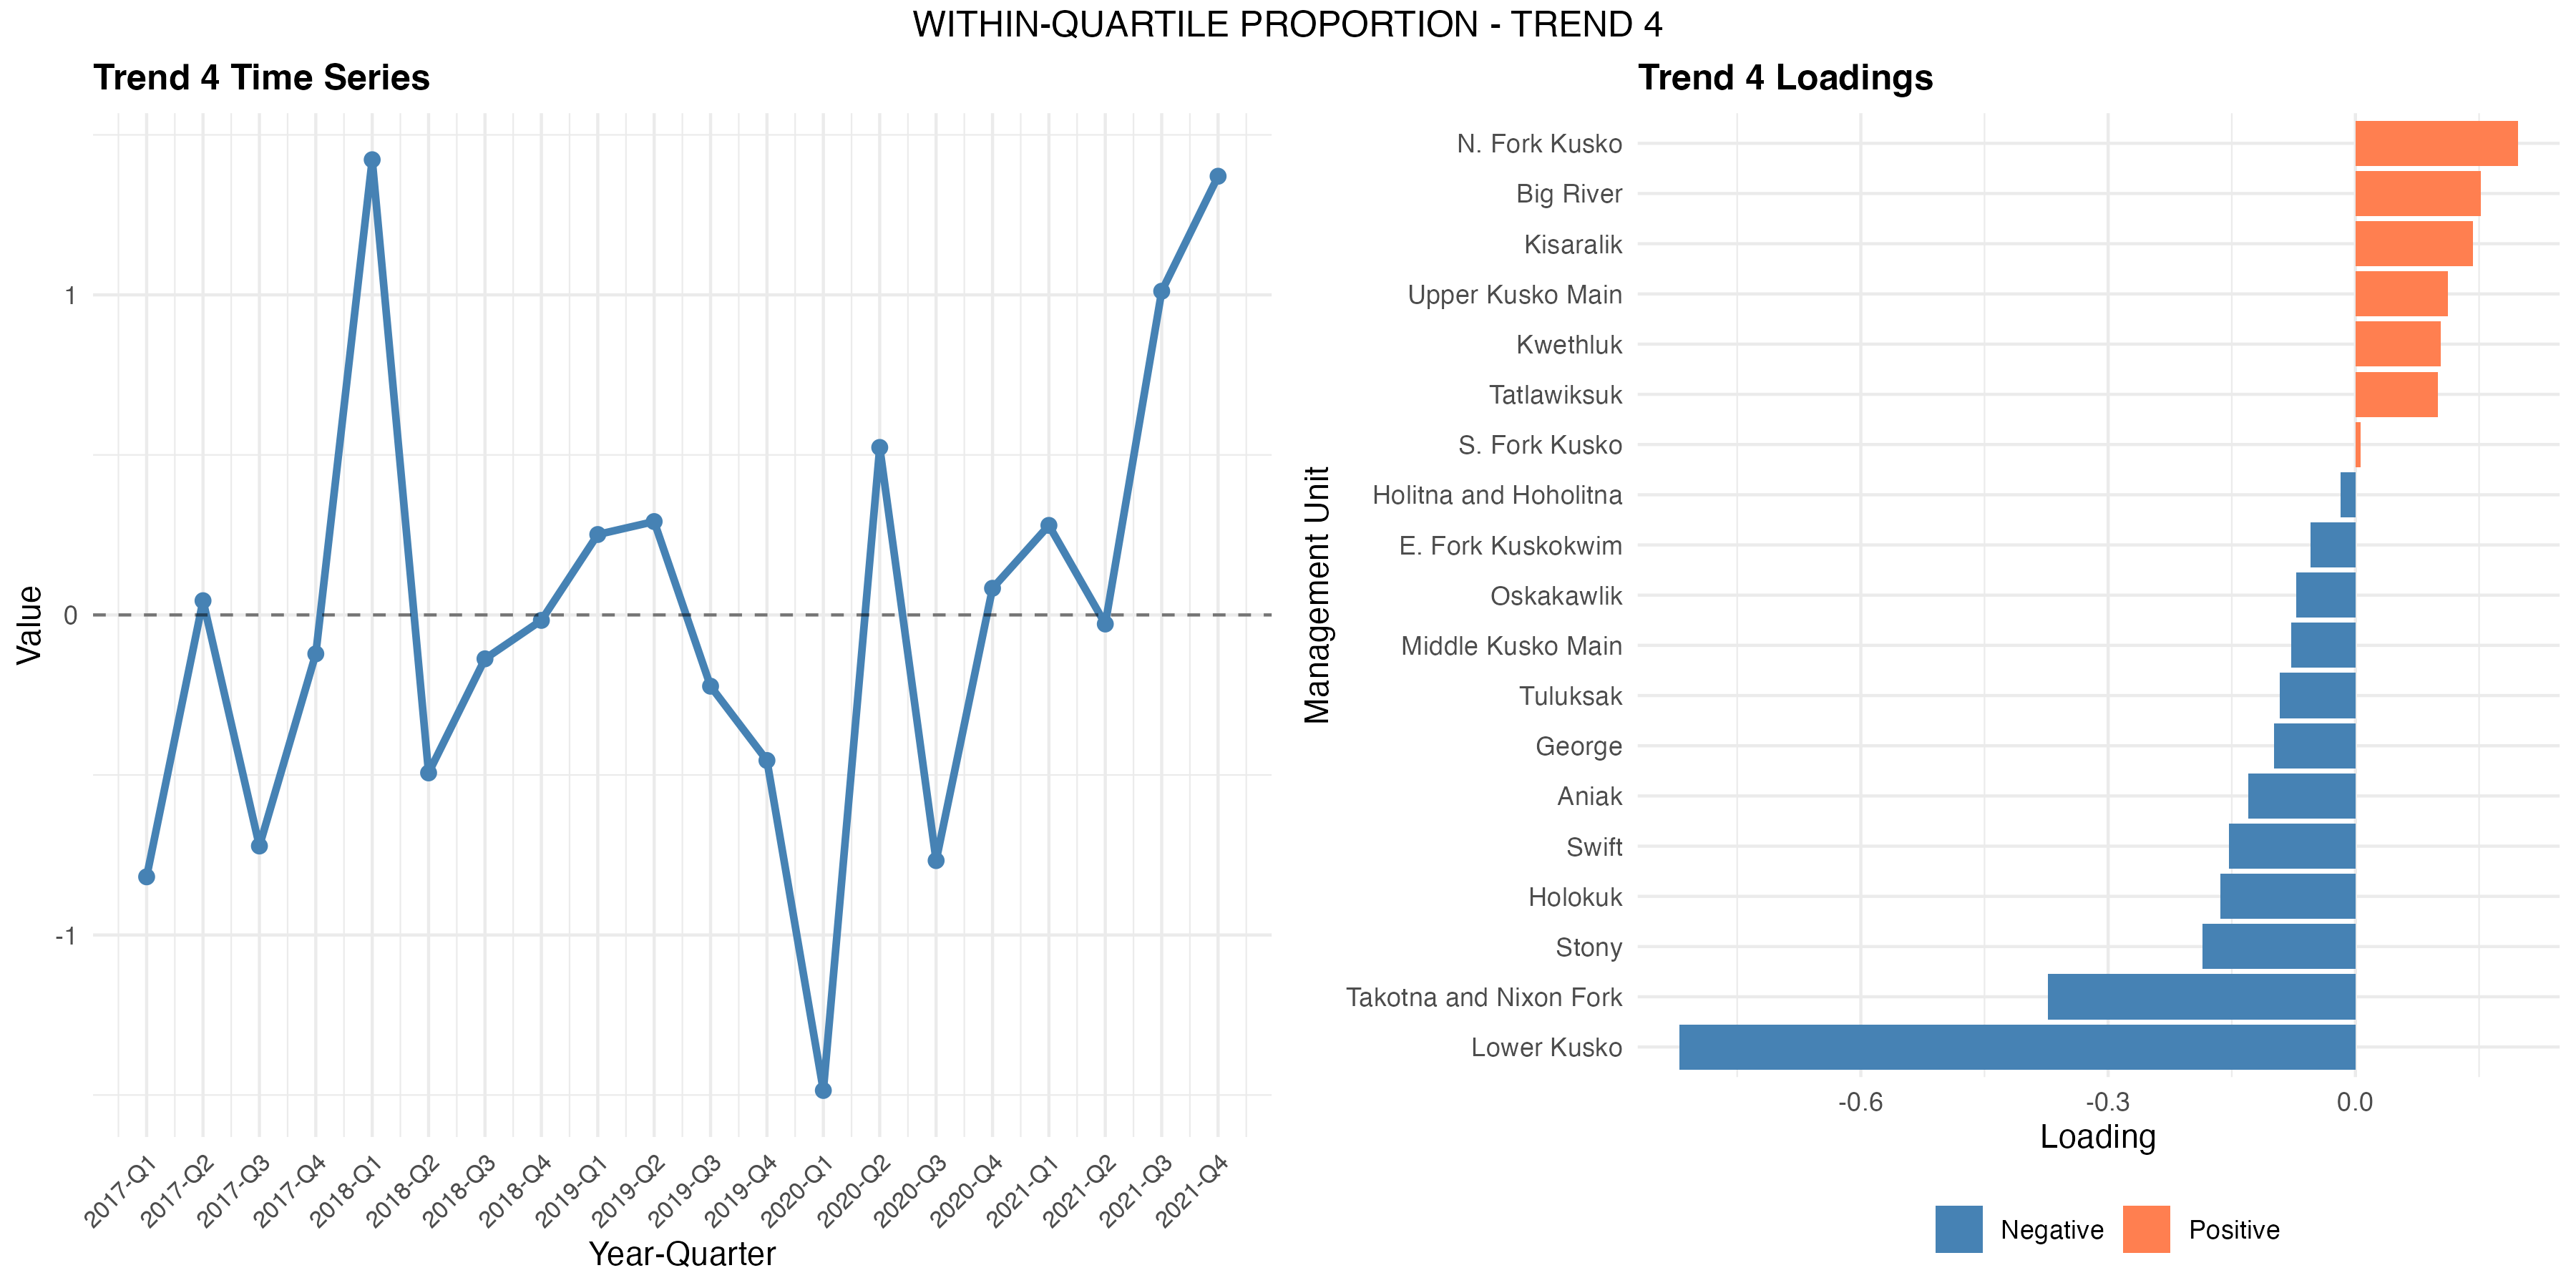 WITHIN-QUARTILE PROPORTION - TREND 4
Trend 4 Time Series
Value
1
0
-1
2017-Q1
2017-Q2
2017-Q3
2017-Q4
2018-Q1
2018-Q2
2018-Q3
2018-Q4
2019-Q1
2019-Q2
2019-Q3
2019-Q4
2020-Q1
2020-Q2
2020-Q3
2020-Q4
2021-Q1
2021-Q2
2021-Q3
2021-Q4
Year-Quarter
Trend 4 Loadings
Management Unit
N. Fork Kusko
Big River
Kisaralik
Upper Kusko Main
Kwethluk
Tatlawiksuk
S. Fork Kusko
Holitna and Hoholitna
E. Fork Kuskokwim
Oskakawlik
Middle Kusko Main
Tuluksak
George
Aniak
Swift
Holokuk
Stony
Takotna and Nixon Fork
Lower Kusko
-0.6
-0.3
0.0
Loading
Negative
Positive